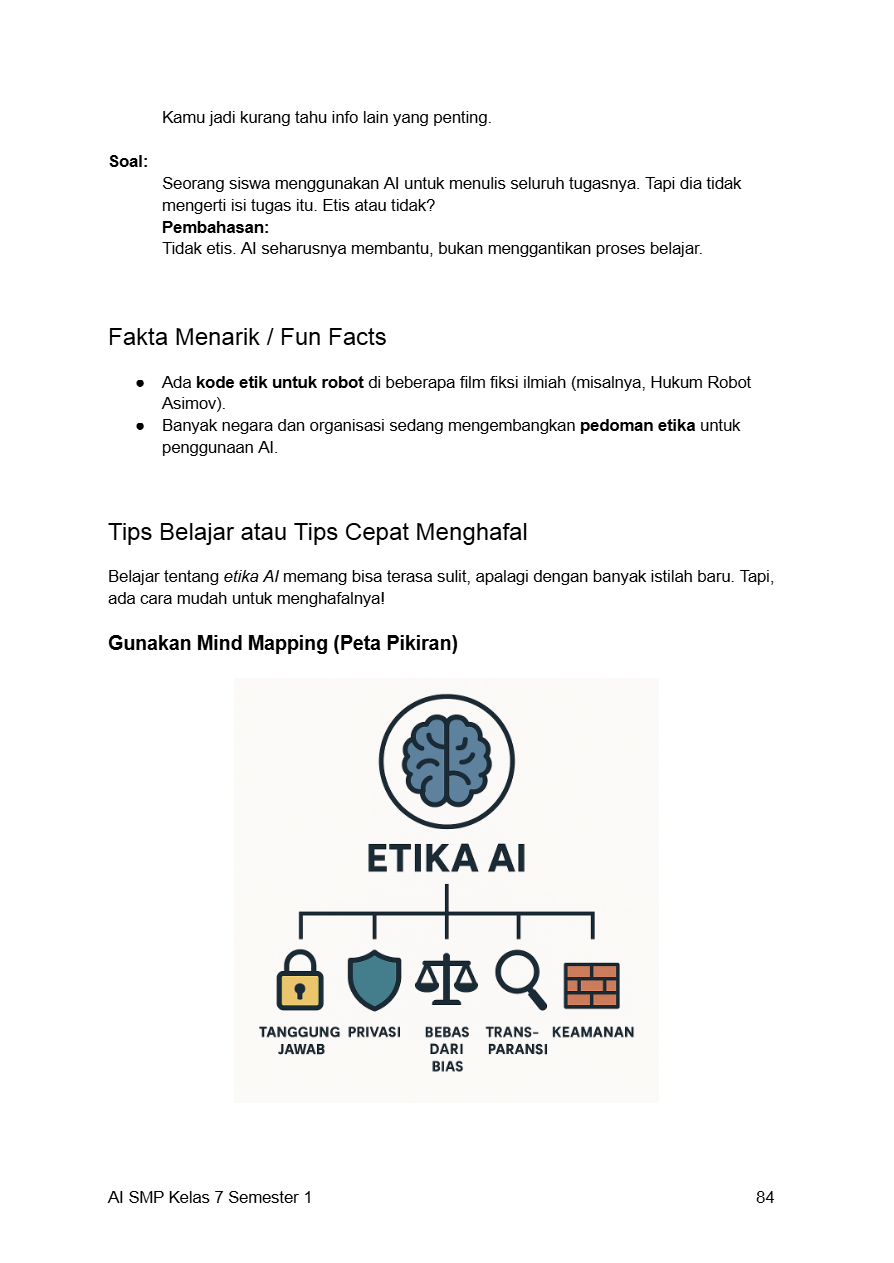 Kamu jadi kurang tahu info lain yang penting.
Soal:
Seorang siswa menggunakan AI untuk menulis seluruh tugasnya. Tapi dia tidak
mengerti isi tugas itu. Etis atau tidak?
Pembahasan:
Tidak etis. AI seharusnya membantu, bukan menggantikan proses belajar.
Fakta Menarik / Fun Facts
● Ada kode etik untuk robot di beberapa film fiksi ilmiah (misalnya, Hukum Robot
Asimov).
● Banyak negara dan organisasi sedang mengembangkan pedoman etika untuk
penggunaan AI.
Tips Belajar atau Tips Cepat Menghafal
Belajar tentang etika AI memang bisa terasa sulit, apalagi dengan banyak istilah baru. Tapi,
ada cara mudah untuk menghafalnya!
Gunakan Mind Mapping (Peta Pikiran)
ETIKA AI
TANGGUNG
JAWAB
PRIVASI
BEBAS
DARI
BIAS
TRANS-
PARANSI
KEAMANAN
AI SMP Kelas 7 Semester 1
84